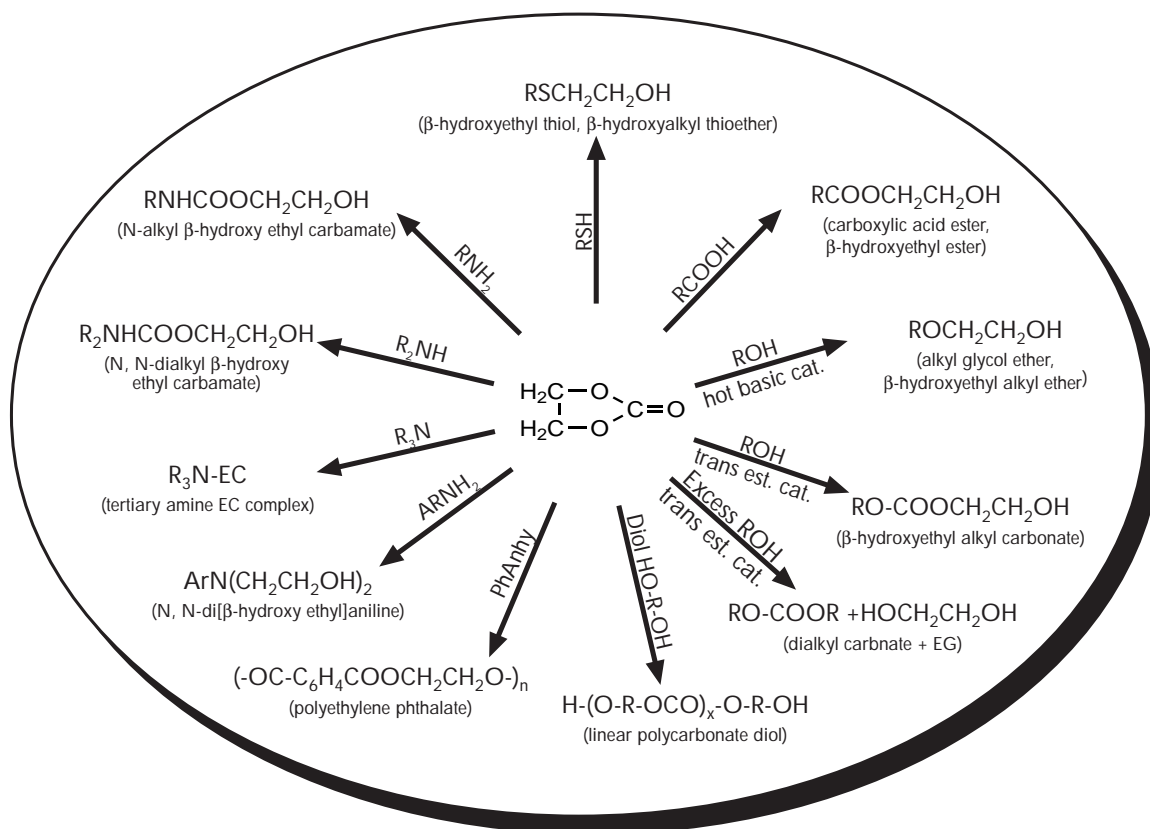 RSCH₂CH₂OH
(β-hydroxyethyl thiol, β-hydroxyalkyl thioether)
RSH
RNHCOOCH₂CH₂OH
(N-alkyl β-hydroxy ethyl carbamate)
RNH₂
RCOOCH₂CH₂OH
(carboxylic acid ester,
β-hydroxyethyl ester)
RCOOH
R₂NHCOOCH₂CH₂OH
(N, N-dialkyl β-hydroxy
ethyl carbamate)
R₂NH
ROCH₂CH₂OH
(alkyl glycol ether,
β-hydroxyethyl alkyl ether)
ROH
hot basic cat.
H₂C–O
C=O
H₂C–O
R₃N-EC
(tertiary amine EC complex)
R₃N
RO-COOCH₂CH₂OH
(β-hydroxyethyl alkyl carbonate)
ROH
trans est. cat.
ArN(CH₂CH₂OH)₂
(N, N-di[β-hydroxy ethyl]aniline)
ARNH₂
RO-COOR +HOCH₂CH₂OH
(dialkyl carbnate + EG)
Excess ROH
trans est. cat.
(-OC-C₆H₄COOCH₂CH₂O-)ₙ
(polyethylene phthalate)
PhAnhy
H-(O-R-OCO)ₓ-O-R-OH
(linear polycarbonate diol)
Diol HO-R-OH